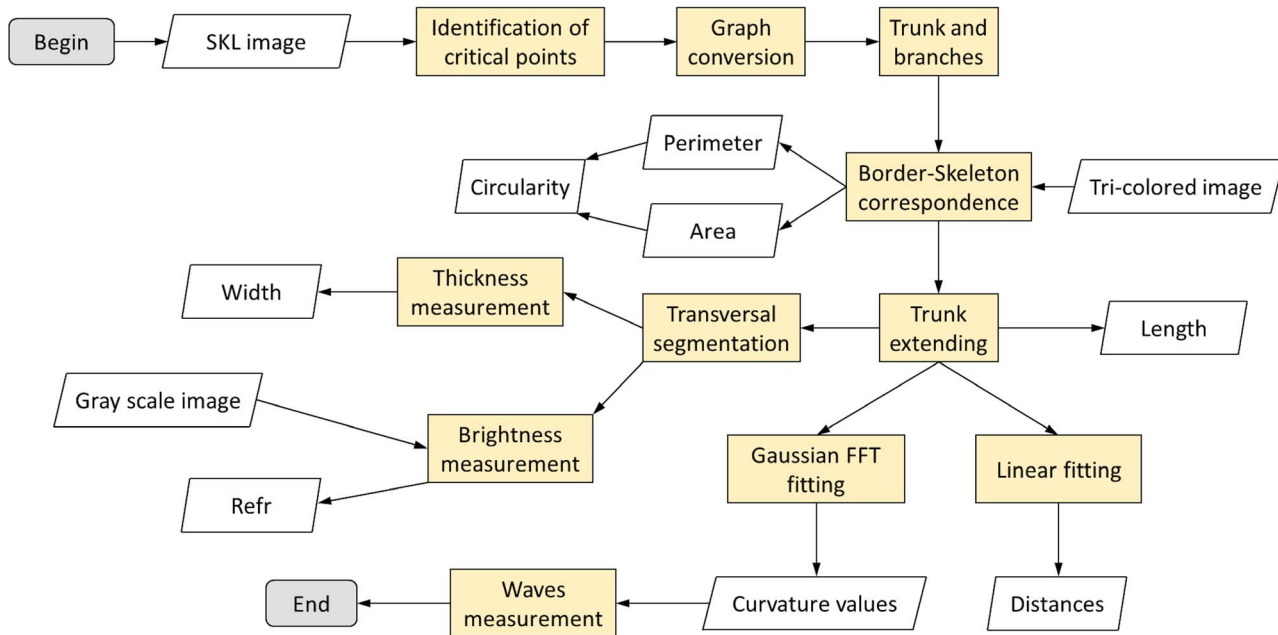 Begin
SKL image
Identification of
critical points
Graph
conversion
Trunk and
branches
Perimeter
Circularity
Area
Border-Skeleton
correspondence
Tri-colored image
Width
Thickness
measurement
Transversal
segmentation
Trunk
extending
Length
Gray scale image
Brightness
measurement
Refr
Gaussian FFT
fitting
Linear fitting
End
Waves
measurement
Curvature values
Distances